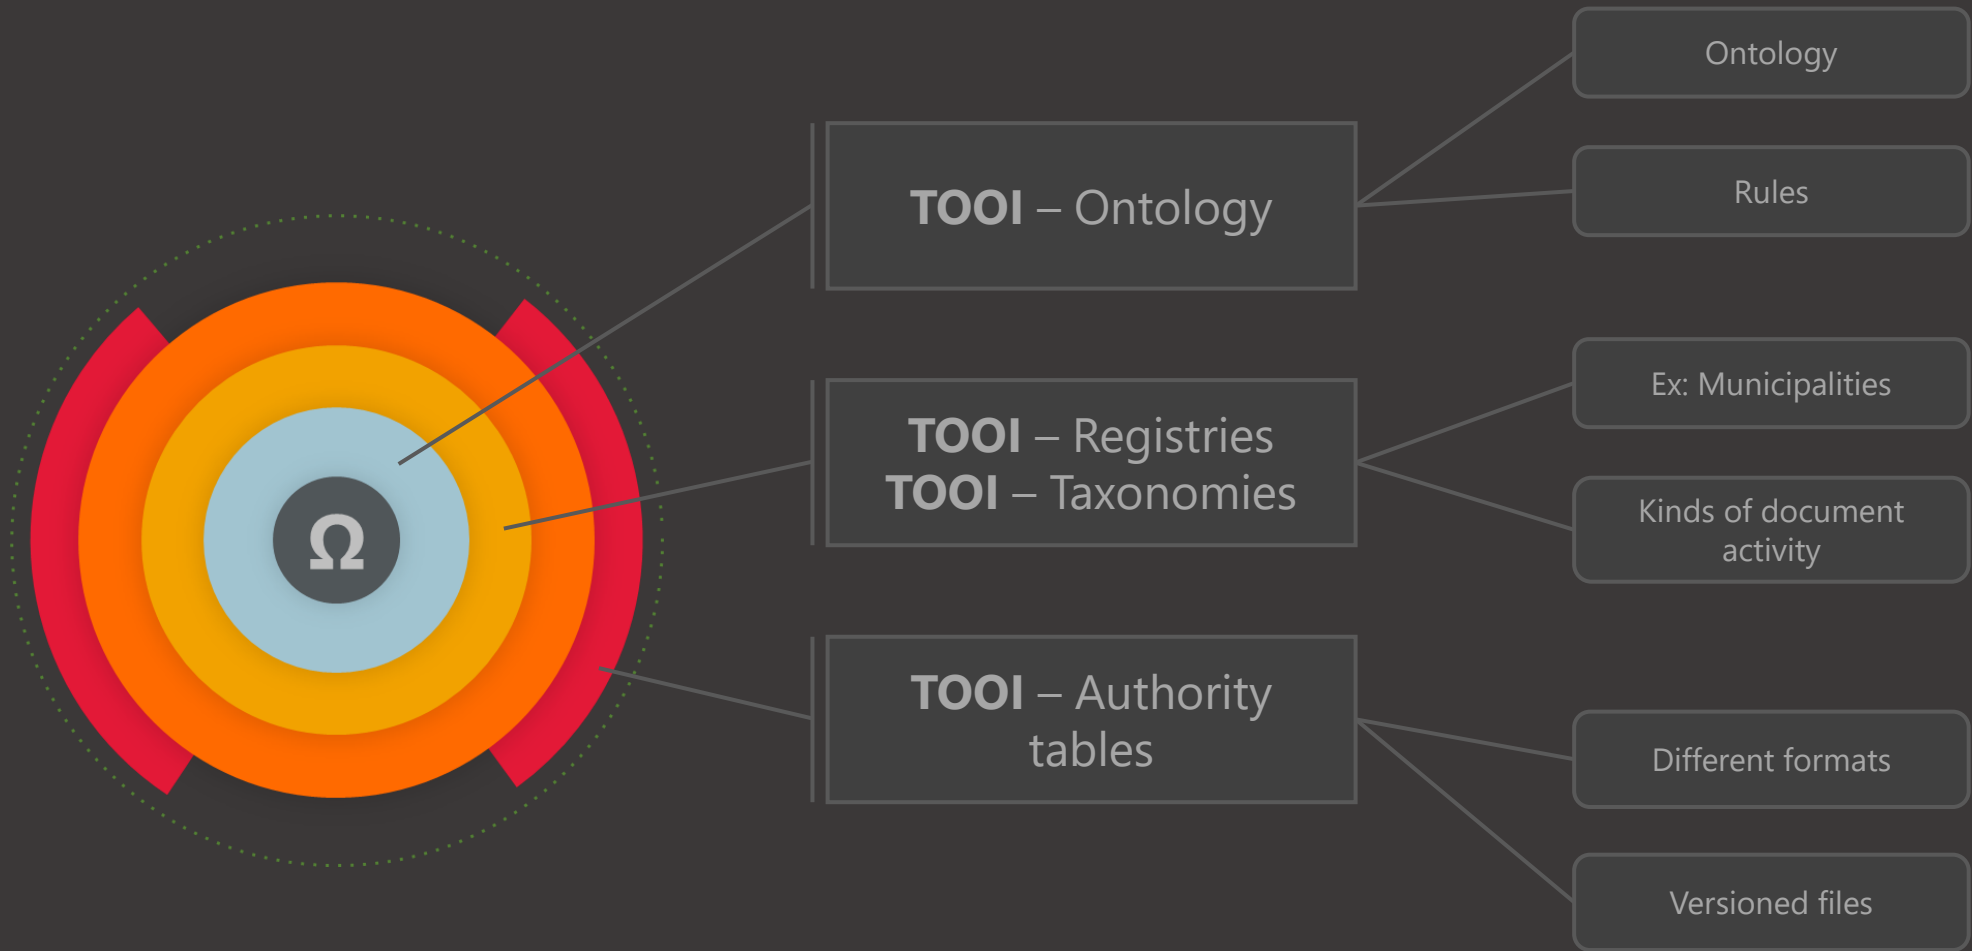 Ω
TOOI – Ontology
Ontology
Rules
TOOI – Registries
TOOI – Taxonomies
Ex: Municipalities
Kinds of document
activity
TOOI – Authority
tables
Different formats
Versioned files